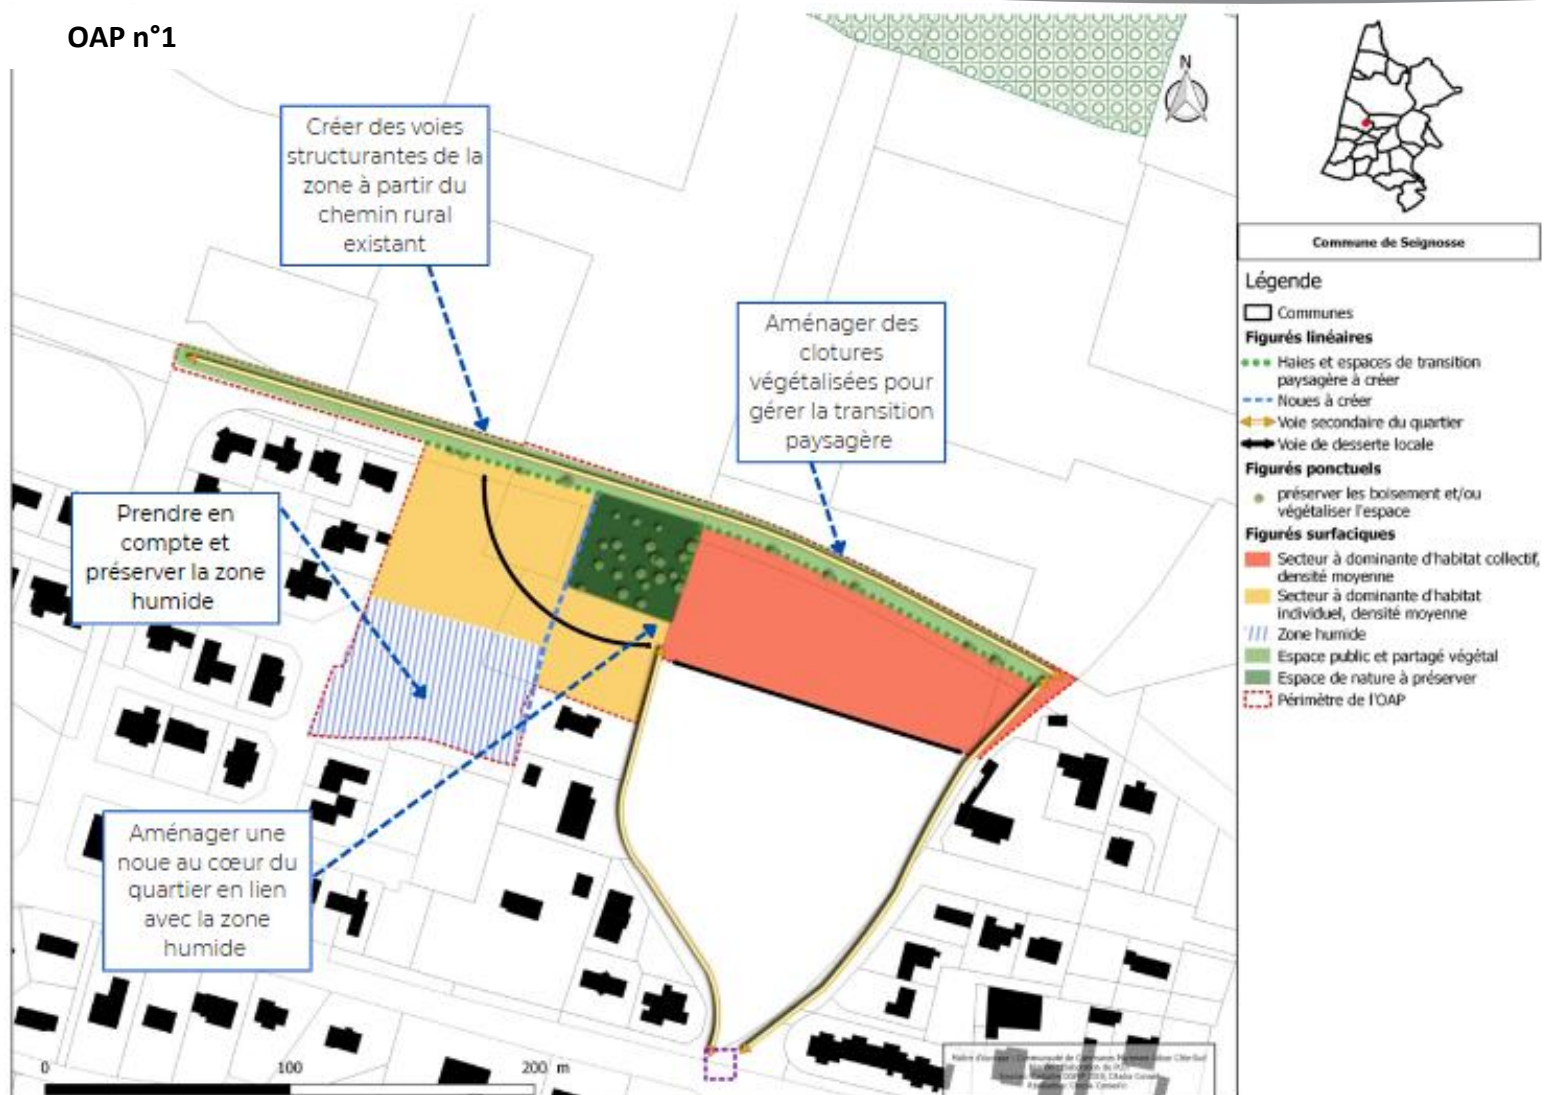 OAP n°1
Créer des voies
structurantes de la
zone à partir du
chemin rural
existant
N
Aménager des
clotures
végétalisées pour
gérer la transition
paysagère
Prendre en
compte et
préserver la zone
humide
Aménager une
noue au cœur du
quartier en lien
avec la zone
humide
0 100 200 m
Commune de Seignosse
Légende
Communes
Figurés linéaires
Haies et espaces de transition
paysagère à créer
Noues à créer
Voie secondaire du quartier
Voie de desserte locale
Figurés ponctuels
préserver les boisement et/ou
végétaliser l'espace
Figurés surfaciques
Secteur à dominante d'habitat collectif,
densité moyenne
Secteur à dominante d'habitat
individuel, densité moyenne
Zone humide
Espace public et partagé végétal
Espace de nature à préserver
Périmètre de l'OAP